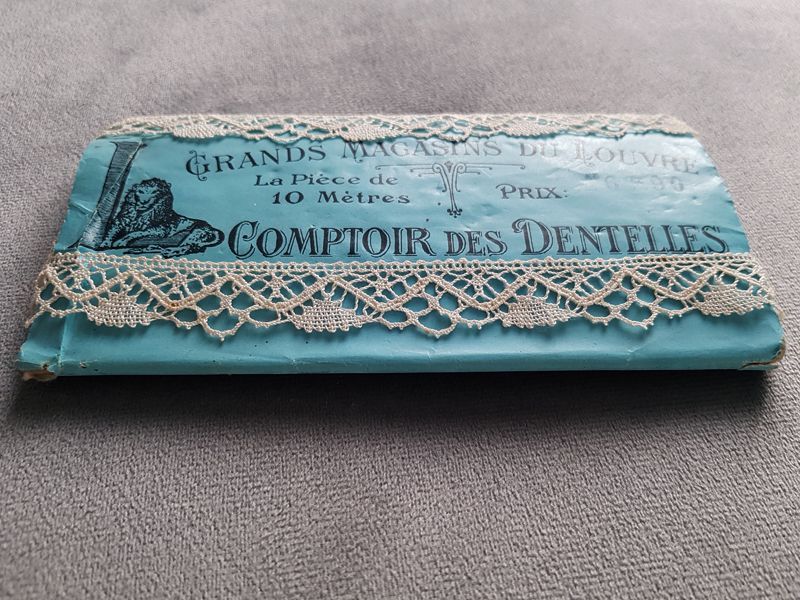 GRANDS MAGASINS DU LOUVRE
La Pièce de
10 Mètres
PRIX:
COMPTOIR DES DENTELLES